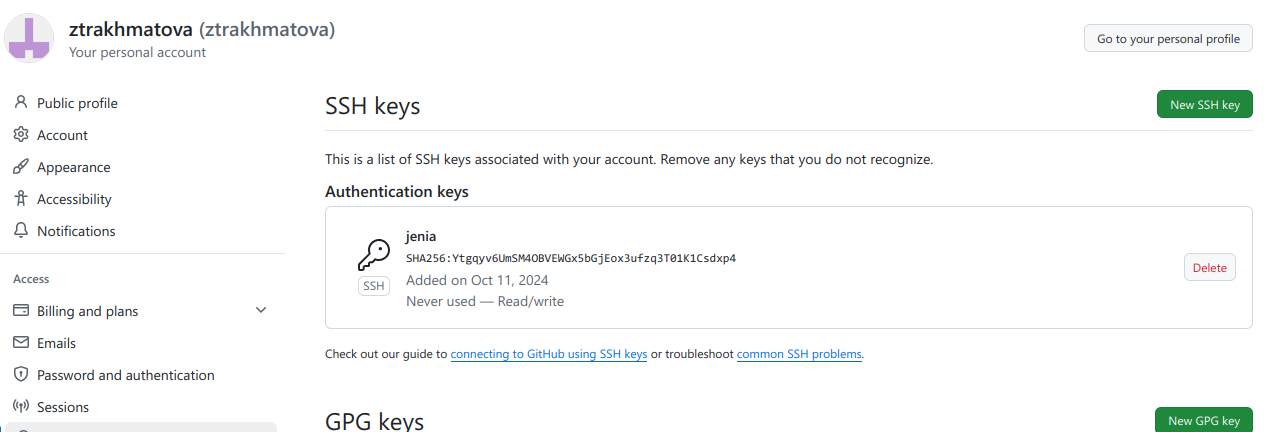 ztrakhmatova (ztrakhmatova)
Your personal account
Go to your personal profile
Public profile
Account
Appearance
Accessibility
Notifications
Access
Billing and plans
Emails
Password and authentication
Sessions
SSH keys
New SSH key
This is a list of SSH keys associated with your account. Remove any keys that you do not recognize.
Authentication keys
jenia
SHA256:Ytgqyv6UmSM4OBVEWGx5bGjEox3ufzq3T01K1Csdxp4
SSH
Added on Oct 11, 2024
Never used — Read/write
Delete
Check out our guide to connecting to GitHub using SSH keys or troubleshoot common SSH problems.
GPG keys
New GPG key